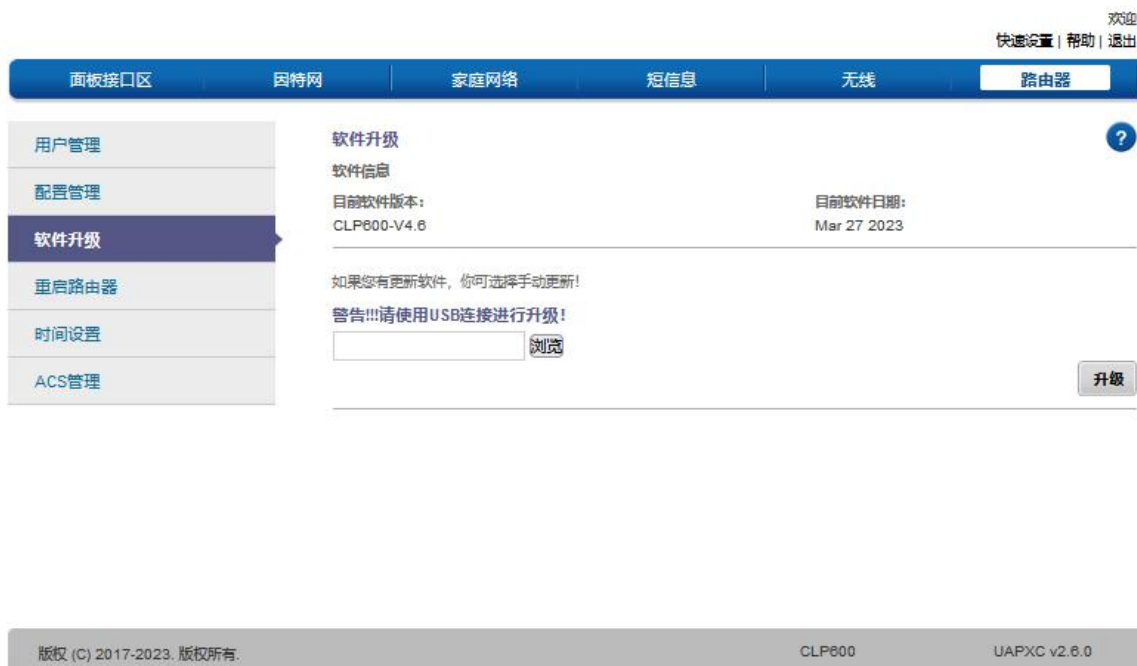 欢迎
快速设置 | 帮助 | 退出
面板接口区 因特网 家庭网络 短信息 无线 路由器
用户管理
配置管理
软件升级
重启路由器
时间设置
ACS管理
软件升级
?
软件信息
目前软件版本: 目前软件日期:
CLP600-V4.6 Mar 27 2023
如果您有更新软件, 你可选择手动更新!
警告!!!请使用USB连接进行升级!
浏览
升级
版权 (C) 2017-2023. 版权所有. CLP600 UAPXC v2.6.0